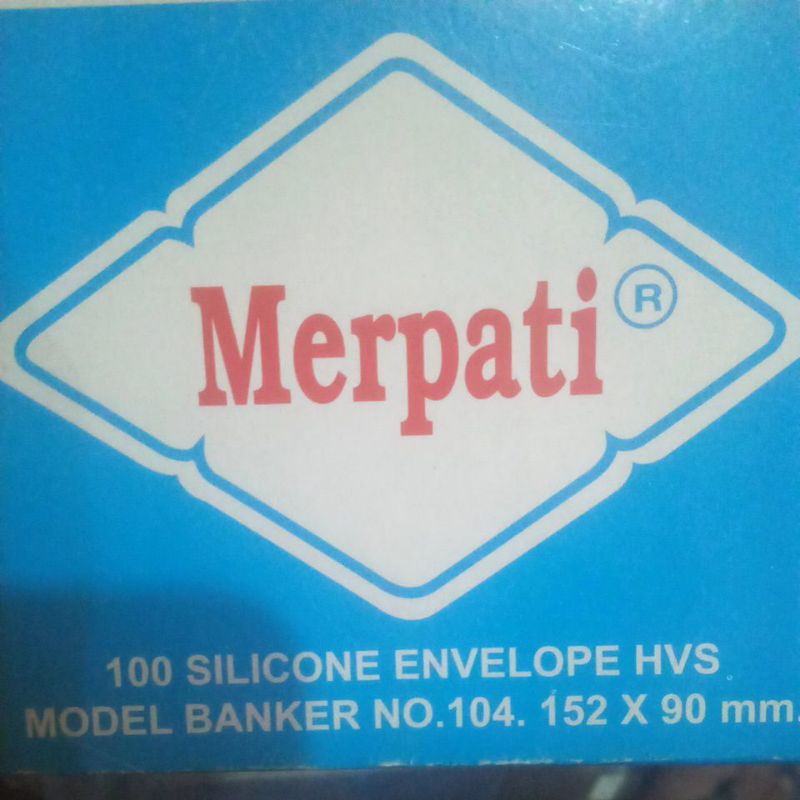 Merpati®
100 SILICONE ENVELOPE HVS
MODEL BANKER NO.104. 152 X 90 mm.